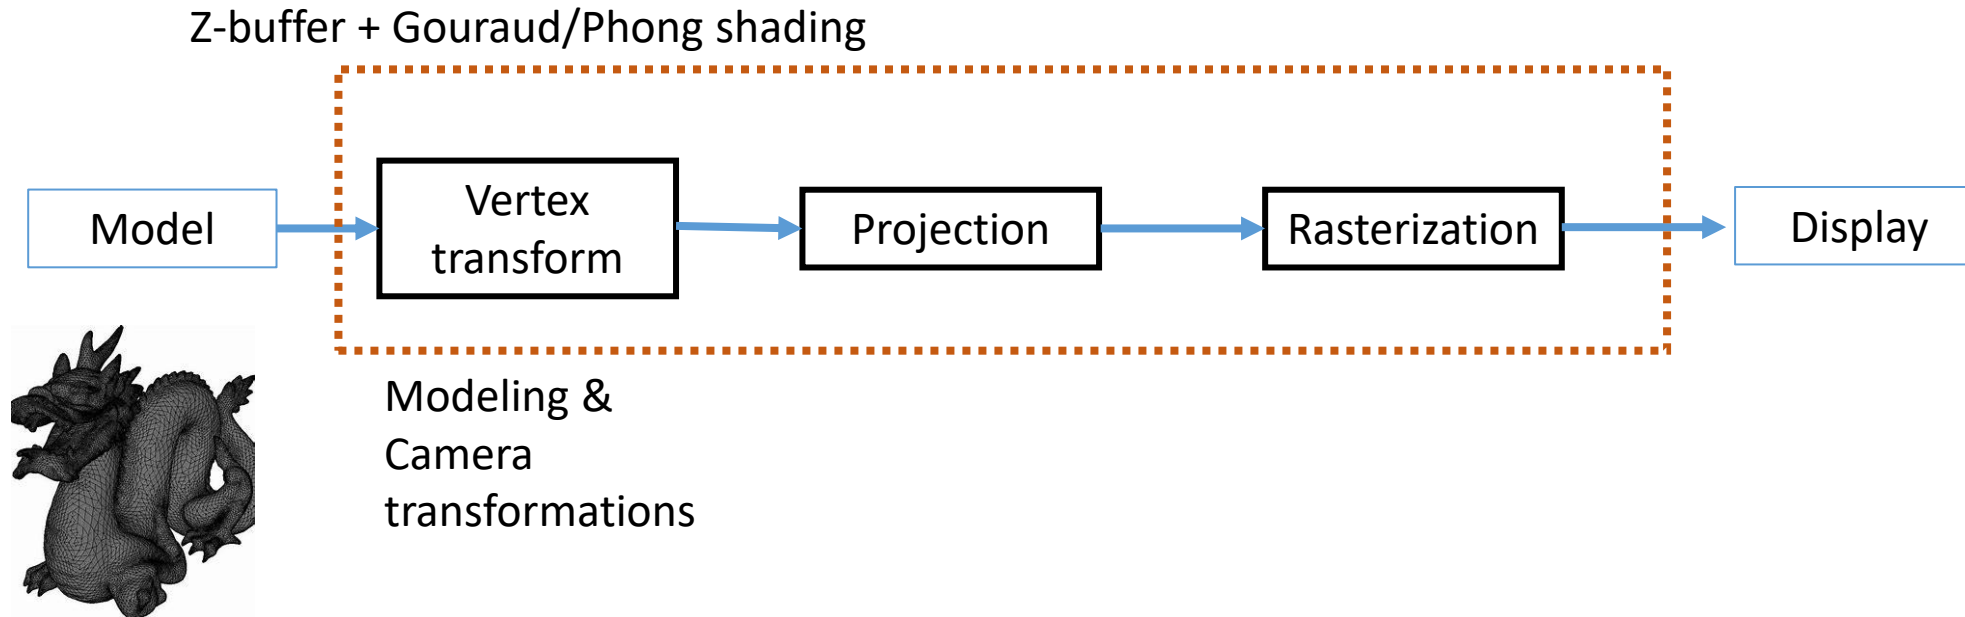 Z-buffer + Gouraud/Phong shading
Model
Vertex
transform
Projection
Rasterization
Display
Modeling &
Camera
transformations